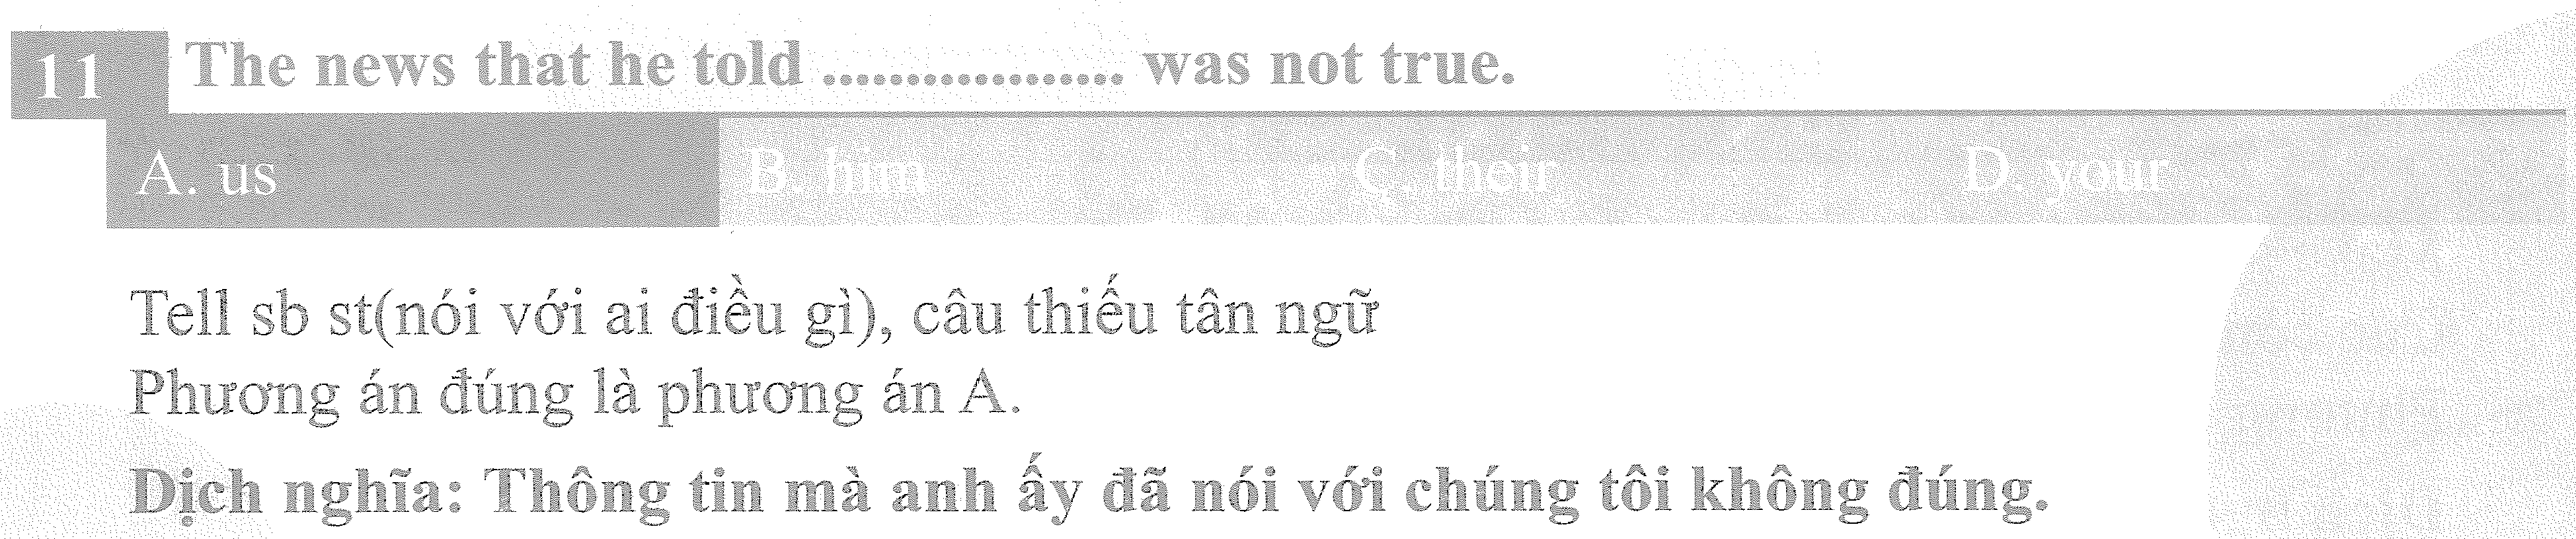 11 The news that he told .................. was not true.
A. us B. him C. their D. your
Tell sb st(nói với ai điều gì), câu thiếu tân ngữ
Phương án đúng là phương án A.
Dịch nghĩa: Thông tin mà anh ấy đã nói với chúng tôi không đúng.